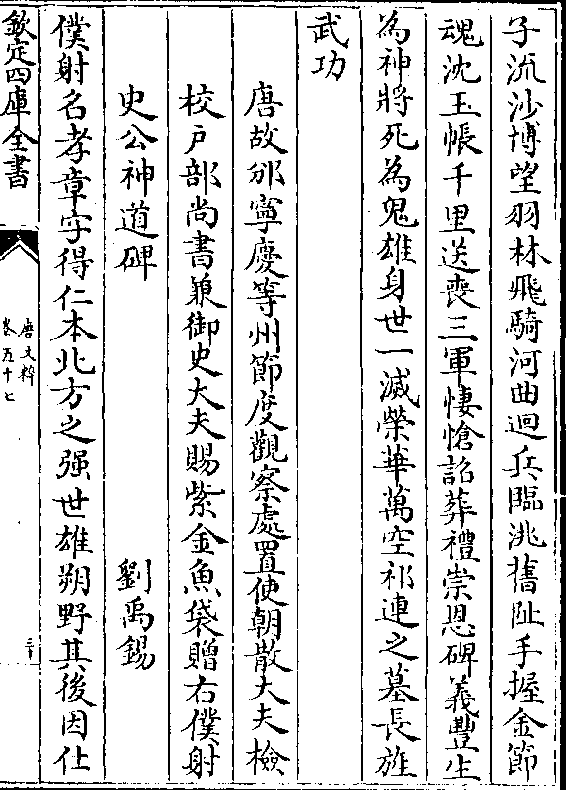 子流沙博望羽林飛騎河曲迴兵臨洮舊阯手握金節
魂沈玉帳千里送喪三軍悽愴詔葬禮崇恩碑義豐生
為神將死為鬼雄身世一滅榮華萬空祁連之墓長旌
武功
唐故邠寧慶等州節度觀察處置使朝散大夫檢
校戶部尚書兼御史大夫賜紫金魚袋贈右僕射
史公神道碑 劉禹錫
僕射名孝章字得仁本北方之强世雄朔野其後因仕
欽定四庫全書
唐文粹
卷五十七
二十